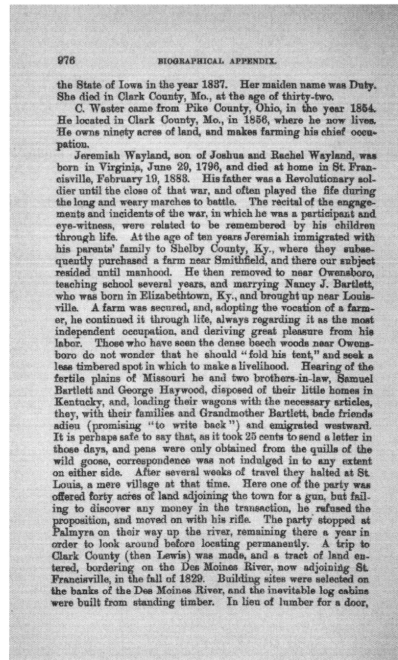 976 BIOGRAPHICAL APPENDIX.
the State of Iowa in the year 1837. Her maiden name was Duty.
She died in Clark County, Mo., at the age of thirty-two.
C. Waster came from Pike County, Ohio, in the year 1854.
He located in Clark County, Mo., in 1856, where he now lives.
He owns ninety acres of land, and makes farming his chief occu-
pation.
Jeremiah Wayland, son of Joshua and Rachel Wayland, was
born in Virginia, June 29, 1796, and died at home in St. Fran-
cisville, February 19, 1883. His father was a Revolutionary sol-
dier until the close of that war, and often played the fife during
the long and weary marches to battle. The recital of the engage-
ments and incidents of the war, in which he was a participant and
eye-witness, were related to be remembered by his children
through life. At the age of ten years Jeremiah immigrated with
his parents' family to Shelby County, Ky., where they subse-
quently purchased a farm near Smithfield, and there our subject
resided until manhood. He then removed to near Owensboro,
teaching school several years, and marrying Nancy J. Bartlett,
who was born in Elizabethtown, Ky., and brought up near Louis-
ville. A farm was secured, and, adopting the vocation of a farm-
er, he continued it through life, always regarding it as the most
independent occupation, and deriving great pleasure from his
labor. Those who have seen the dense beech woods near Owens-
boro do not wonder that he should "fold his tent," and seek a
less timbered spot in which to make a livelihood. Hearing of the
fertile plains of Missouri he and two brothers-in-law, Samuel
Bartlett and George Haywood, disposed of their little homes in
Kentucky, and, loading their wagons with the necessary articles,
they, with their families and Grandmother Bartlett, bade friends
adieu (promising "to write back") and emigrated westward.
It is perhaps safe to say that, as it took 25 cents to send a letter in
those days, and pens were only obtained from the quills of the
wild goose, correspondence was not indulged in to any extent
on either side. After several weeks of travel they halted at St.
Louis, a mere village at that time. Here one of the party was
offered forty acres of land adjoining the town for a gun, but fail-
ing to discover any money in the transaction, he refused the
proposition, and moved on with his rifle. The party stopped at
Palmyra on their way up the river, remaining there a year in
order to look around before locating permanently. A trip to
Clark County (then Lewis) was made, and a tract of land en-
tered, bordering on the Des Moines River, now adjoining St.
Francisville, in the fall of 1829. Building sites were selected on
the banks of the Des Moines River, and the inevitable log cabins
were built from standing timber. In lieu of lumber for a door,